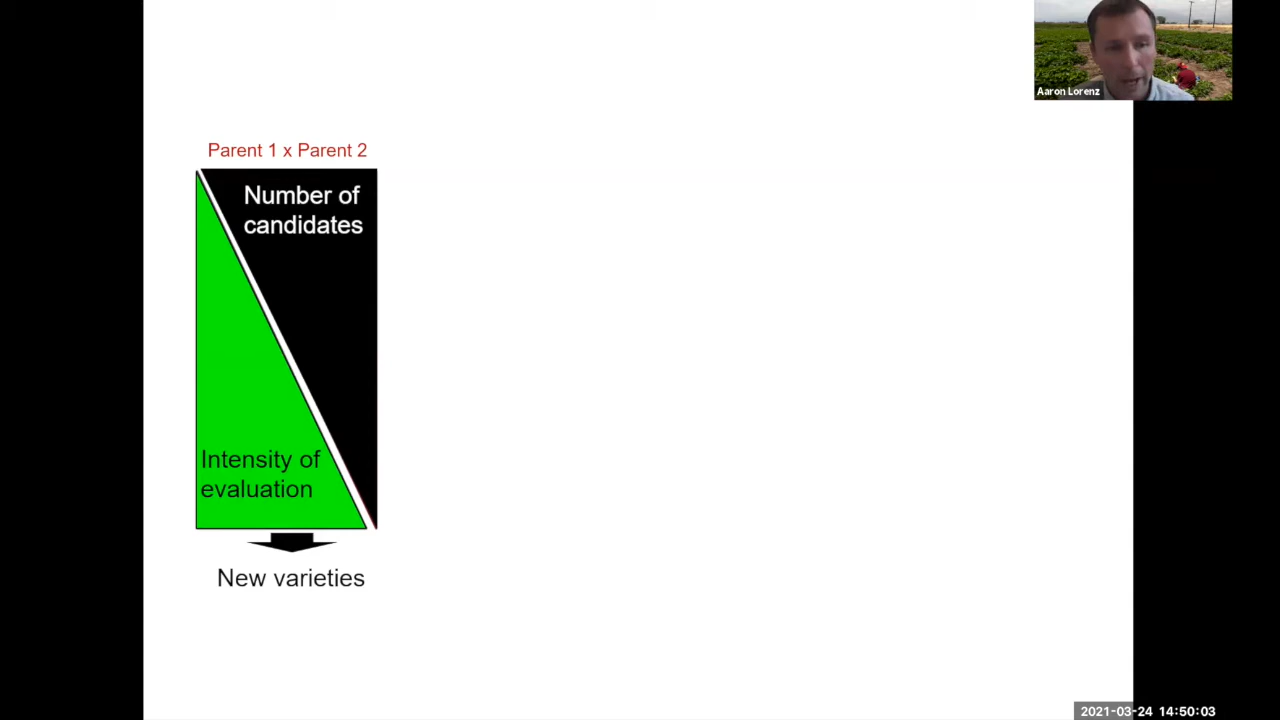 Aaron Lorenz
Parent 1 x Parent 2
Number of
candidates
Intensity of
evaluation
New varieties
2021-03-24 14:50:03